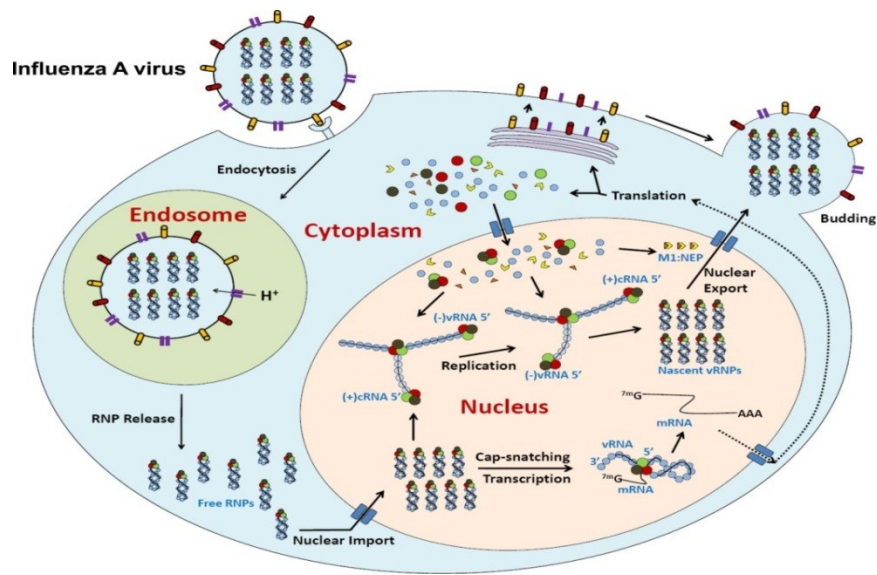 Influenza A virus
Endocytosis
Translation
Budding
Endosome
Cytoplasm
H⁺
M1:NEP
Nuclear
Export
(+)cRNA 5’
(-)vRNA 5’
Replication
(-)vRNA 5’
Nascent vRNPs
(+)cRNA 5’
Nucleus
7mG
AAA
mRNA
RNP Release
Cap-snatching
Transcription
vRNA
5’
3’
7mG
mRNA
Free RNPs
Nuclear Import